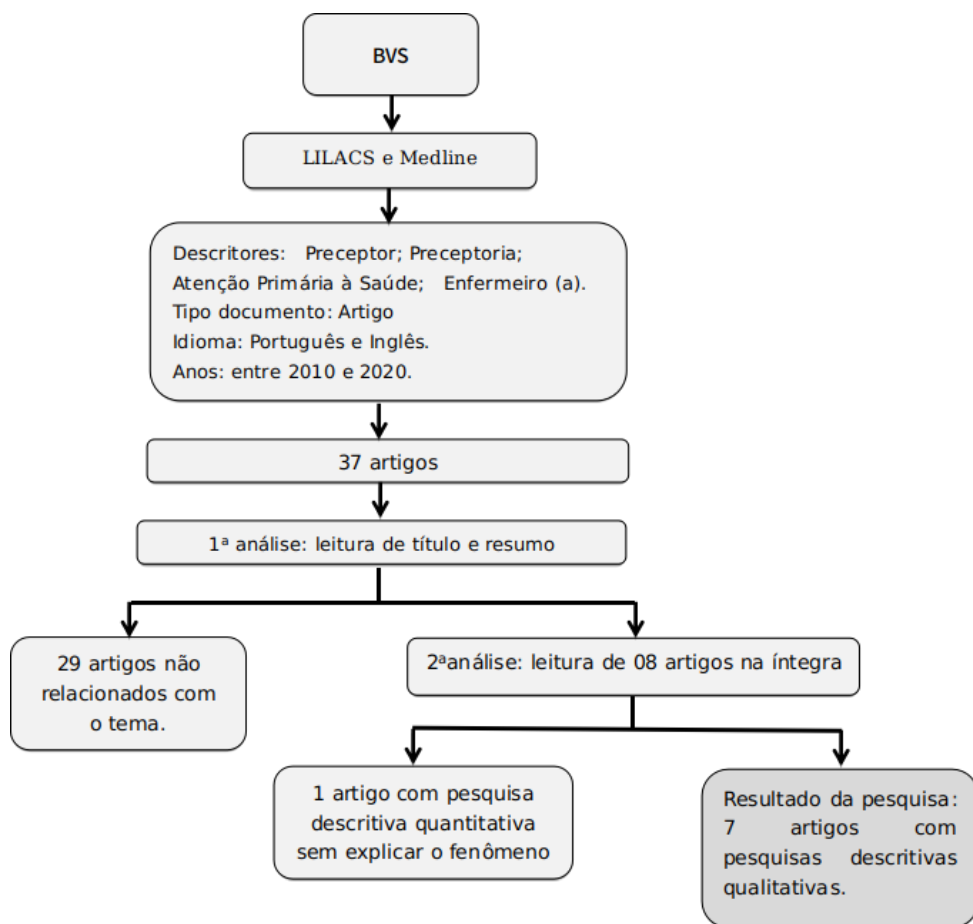 BVS
LILACS e Medline
Descritores: Preceptor; Preceptoria;
Atenção Primária à Saúde; Enfermeiro (a).
Tipo documento: Artigo
Idioma: Português e Inglês.
Anos: entre 2010 e 2020.
37 artigos
1ª análise: leitura de título e resumo
29 artigos não
relacionados com
o tema.
2ªanálise: leitura de 08 artigos na íntegra
1 artigo com pesquisa
descritiva quantitativa
sem explicar o fenômeno
Resultado da pesquisa:
7 artigos com
pesquisas descritivas
qualitativas.